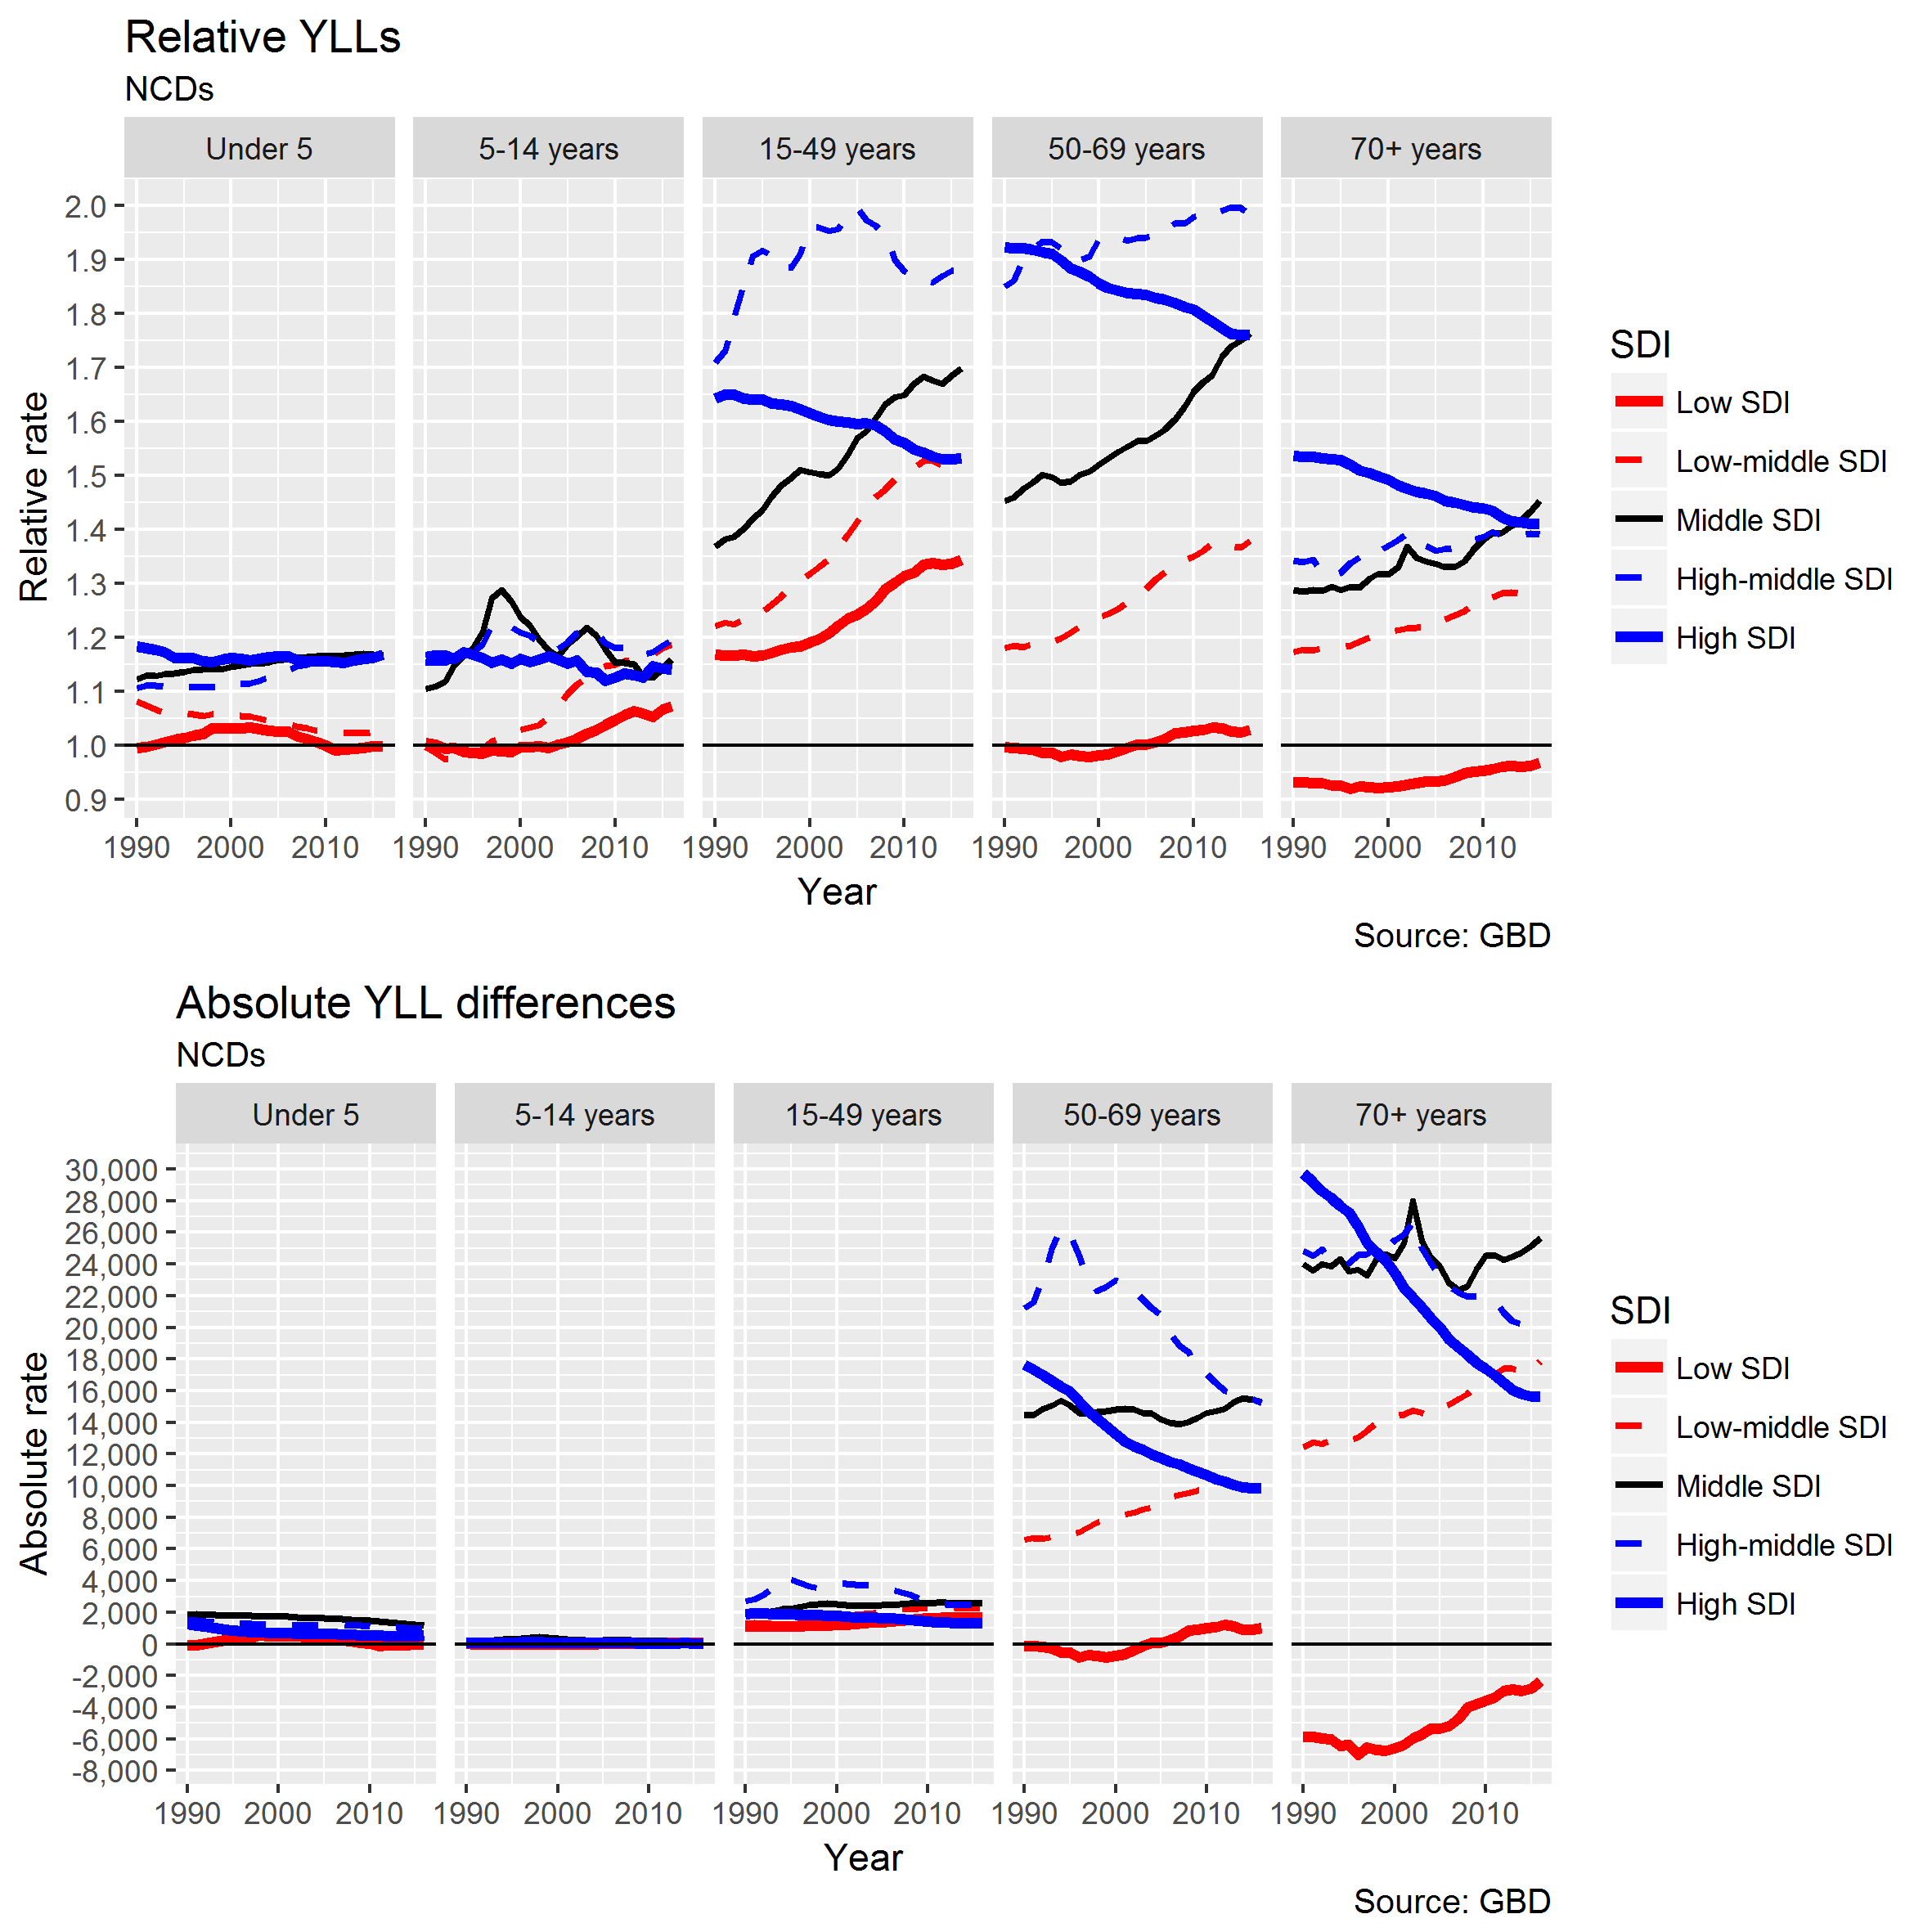 Relative YLLs
NCDs
Under 5 5-14 years 15-49 years 50-69 years 70+ years
2.0
1.9
1.8
1.7
1.6
1.5
1.4
1.3
1.2
1.1
1.0
0.9
Relative rate
1990 2000 2010 1990 2000 2010 1990 2000 2010 1990 2000 2010 1990 2000 2010
Year
Source: GBD
SDI
Low SDI
Low-middle SDI
Middle SDI
High-middle SDI
High SDI
Absolute YLL differences
NCDs
Under 5 5-14 years 15-49 years 50-69 years 70+ years
30,000
28,000
26,000
24,000
22,000
20,000
18,000
16,000
14,000
12,000
10,000
8,000
6,000
4,000
2,000
0
-2,000
-4,000
-6,000
-8,000
Absolute rate
1990 2000 2010 1990 2000 2010 1990 2000 2010 1990 2000 2010 1990 2000 2010
Year
Source: GBD
SDI
Low SDI
Low-middle SDI
Middle SDI
High-middle SDI
High SDI